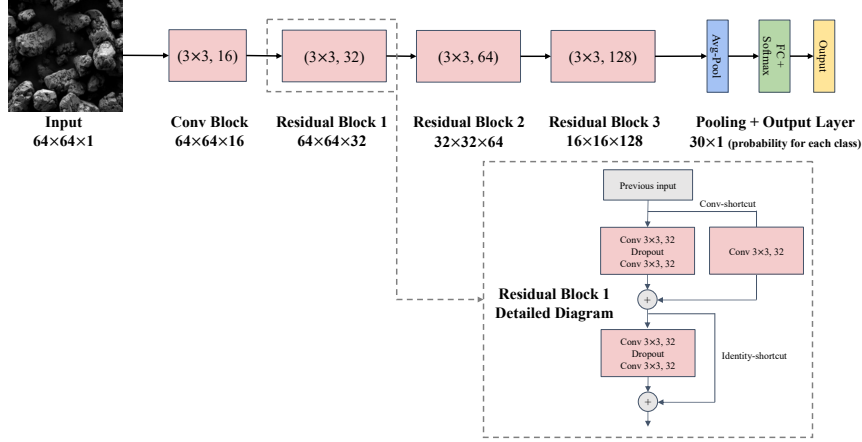 (3×3, 16)
(3×3, 32)
(3×3, 64)
(3×3, 128)
Avg-Pool
FC +
Softmax
Output
Input
64×64×1
Conv Block
64×64×16
Residual Block 1
64×64×32
Residual Block 2
32×32×64
Residual Block 3
16×16×128
Pooling + Output Layer
30×1 (probability for each class)
Previous input
Conv-shortcut
Conv 3×3, 32
Dropout
Conv 3×3, 32
Conv 3×3, 32
+
Residual Block 1
Detailed Diagram
Conv 3×3, 32
Dropout
Conv 3×3, 32
Identity-shortcut
+